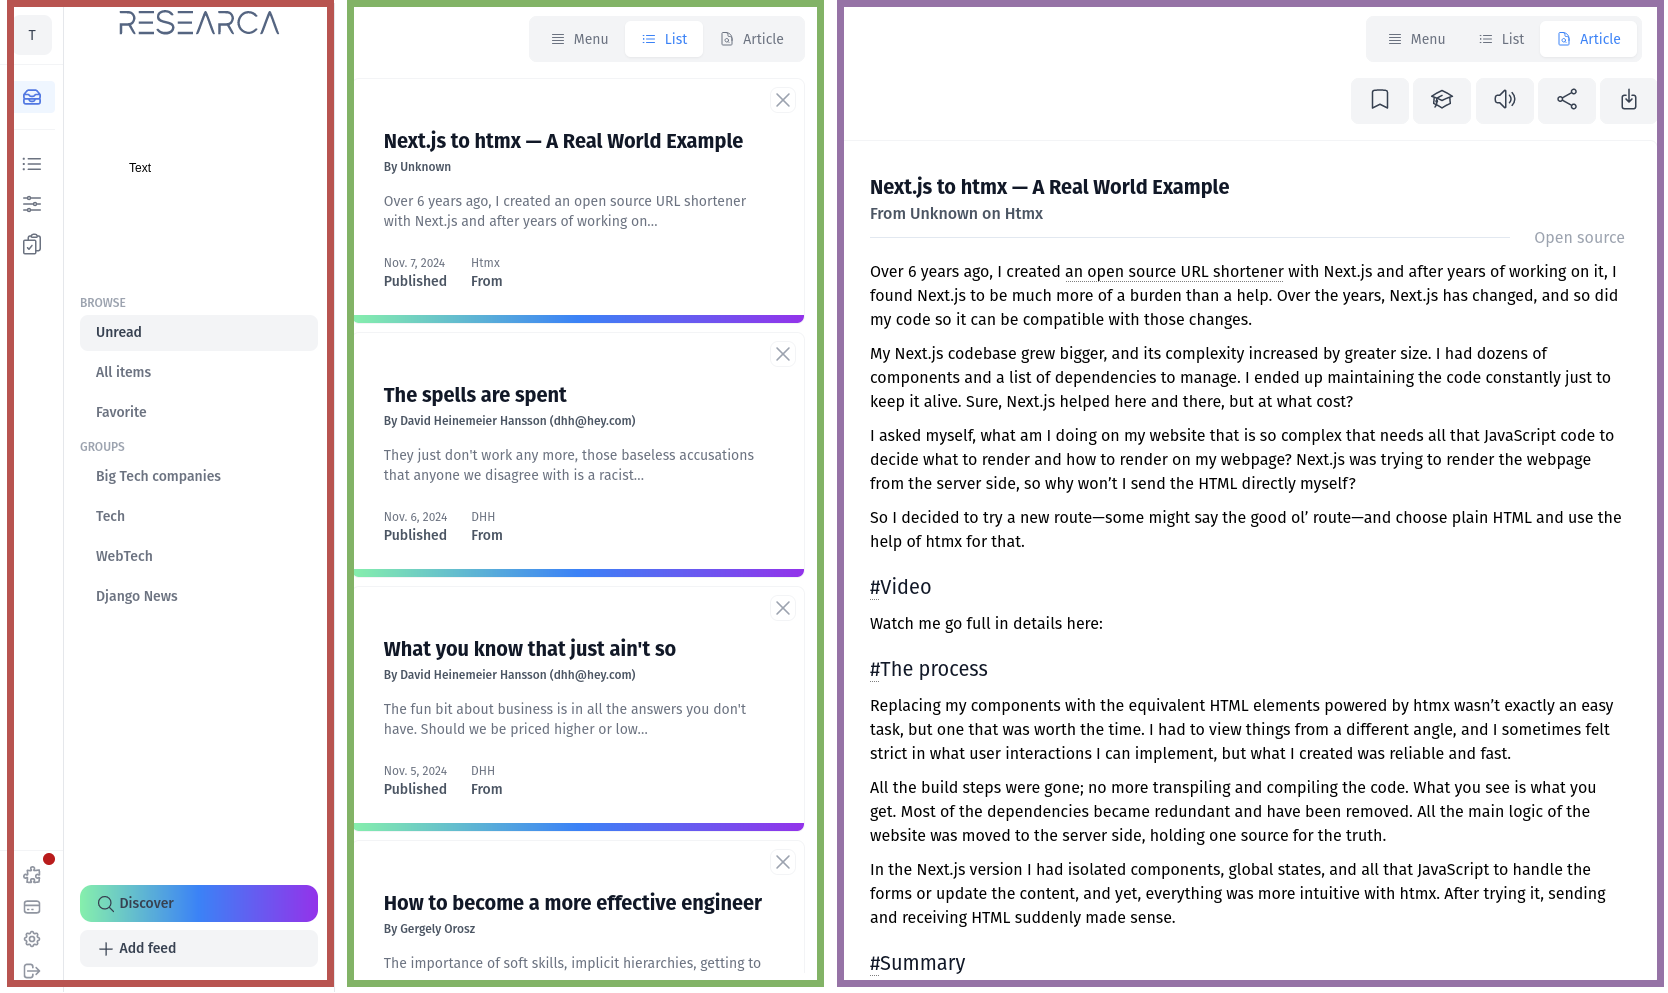 T
RESEARCA
Text
BROWSE
Unread
All items
Favorite
GROUPS
Big Tech companies
Tech
WebTech
Django News
Discover
Add feed
Menu
List
Article
Next.js to htmx — A Real World Example
By Unknown
Over 6 years ago, I created an open source URL shortener
with Next.js and after years of working on...
Nov. 7, 2024 Htmx
Published From
The spells are spent
By David Heinemeier Hansson (dhh@hey.com)
They just don't work any more, those baseless accusations
that anyone we disagree with is a racist...
Nov. 6, 2024 DHH
Published From
What you know that just ain't so
By David Heinemeier Hansson (dhh@hey.com)
The fun bit about business is in all the answers you don't
have. Should we be priced higher or low...
Nov. 5, 2024 DHH
Published From
How to become a more effective engineer
By Gergely Orosz
The importance of soft skills, implicit hierarchies, getting to
Menu
List
Article
Next.js to htmx — A Real World Example
From Unknown on Htmx
Open source
Over 6 years ago, I created an open source URL shortener with Next.js and after years of working on it, I
found Next.js to be much more of a burden than a help. Over the years, Next.js has changed, and so did
my code so it can be compatible with those changes.
My Next.js codebase grew bigger, and its complexity increased by greater size. I had dozens of
components and a list of dependencies to manage. I ended up maintaining the code constantly just to
keep it alive. Sure, Next.js helped here and there, but at what cost?
I asked myself, what am I doing on my website that is so complex that needs all that JavaScript code to
decide what to render and how to render on my webpage? Next.js was trying to render the webpage
from the server side, so why won’t I send the HTML directly myself?
So I decided to try a new route—some might say the good ol’ route—and choose plain HTML and use the
help of htmx for that.
#Video
Watch me go full in details here:
#The process
Replacing my components with the equivalent HTML elements powered by htmx wasn’t exactly an easy
task, but one that was worth the time. I had to view things from a different angle, and I sometimes felt
strict in what user interactions I can implement, but what I created was reliable and fast.
All the build steps were gone; no more transpiling and compiling the code. What you see is what you
get. Most of the dependencies became redundant and have been removed. All the main logic of the
website was moved to the server side, holding one source for the truth.
In the Next.js version I had isolated components, global states, and all that JavaScript to handle the
forms or update the content, and yet, everything was more intuitive with htmx. After trying it, sending
and receiving HTML suddenly made sense.
#Summary